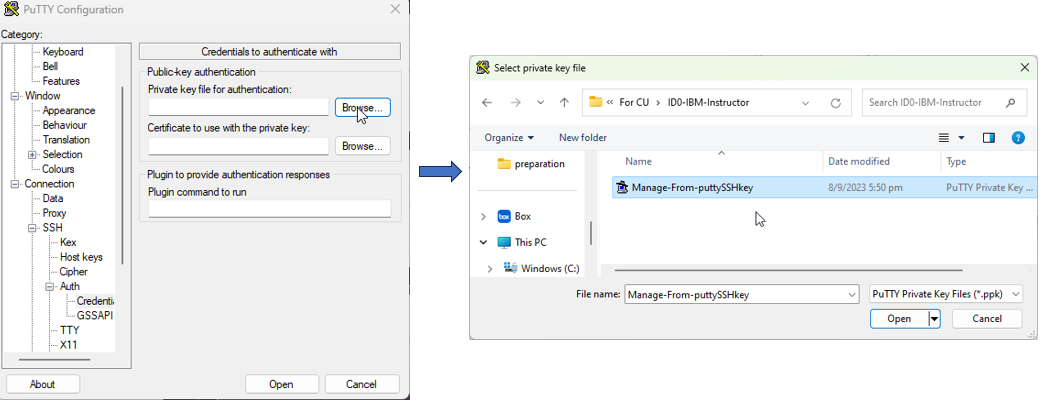 PuTTY Configuration
Category:
Keyboard
Bell
Features
Window
Appearance
Behaviour
Translation
Selection
Colours
Connection
Data
Proxy
SSH
Kex
Host keys
Cipher
Auth
Credentia
GSSAPI
TTY
X11
Credentials to authenticate with
Public-key authentication
Private key file for authentication:
Browse...
Certificate to use with the private key:
Browse...
Plugin to provide authentication responses
Plugin command to run
About
Open
Cancel
Select private key file
« For CU > ID0-IBM-Instructor
Search ID0-IBM-Instructor
Organize
New folder
preparation
box Box
This PC
Windows (C:)
Name Date modified Type
Manage-From-puttySSHkey 8/9/2023 5:50 pm PuTTY Private Key ...
File name: Manage-From-puttySSHkey PuTTY Private Key Files (*.ppk)
Open
Cancel